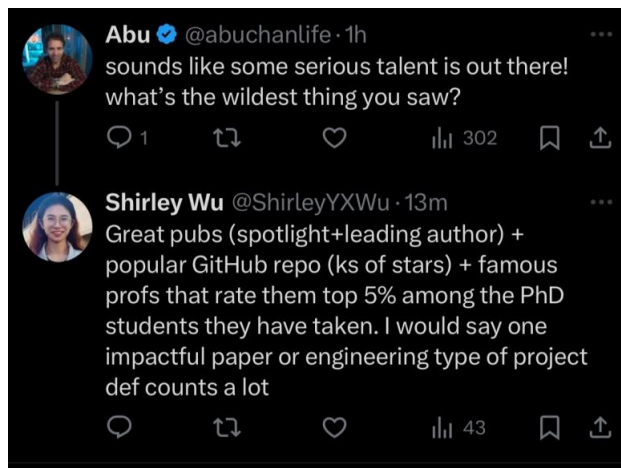 Abu @abuchanlife · 1h
sounds like some serious talent is out there!
what’s the wildest thing you saw?
1 302
Shirley Wu @ShirleyYXWu · 13m
Great pubs (spotlight+leading author) +
popular GitHub repo (ks of stars) + famous
profs that rate them top 5% among the PhD
students they have taken. I would say one
impactful paper or engineering type of project
def counts a lot
43